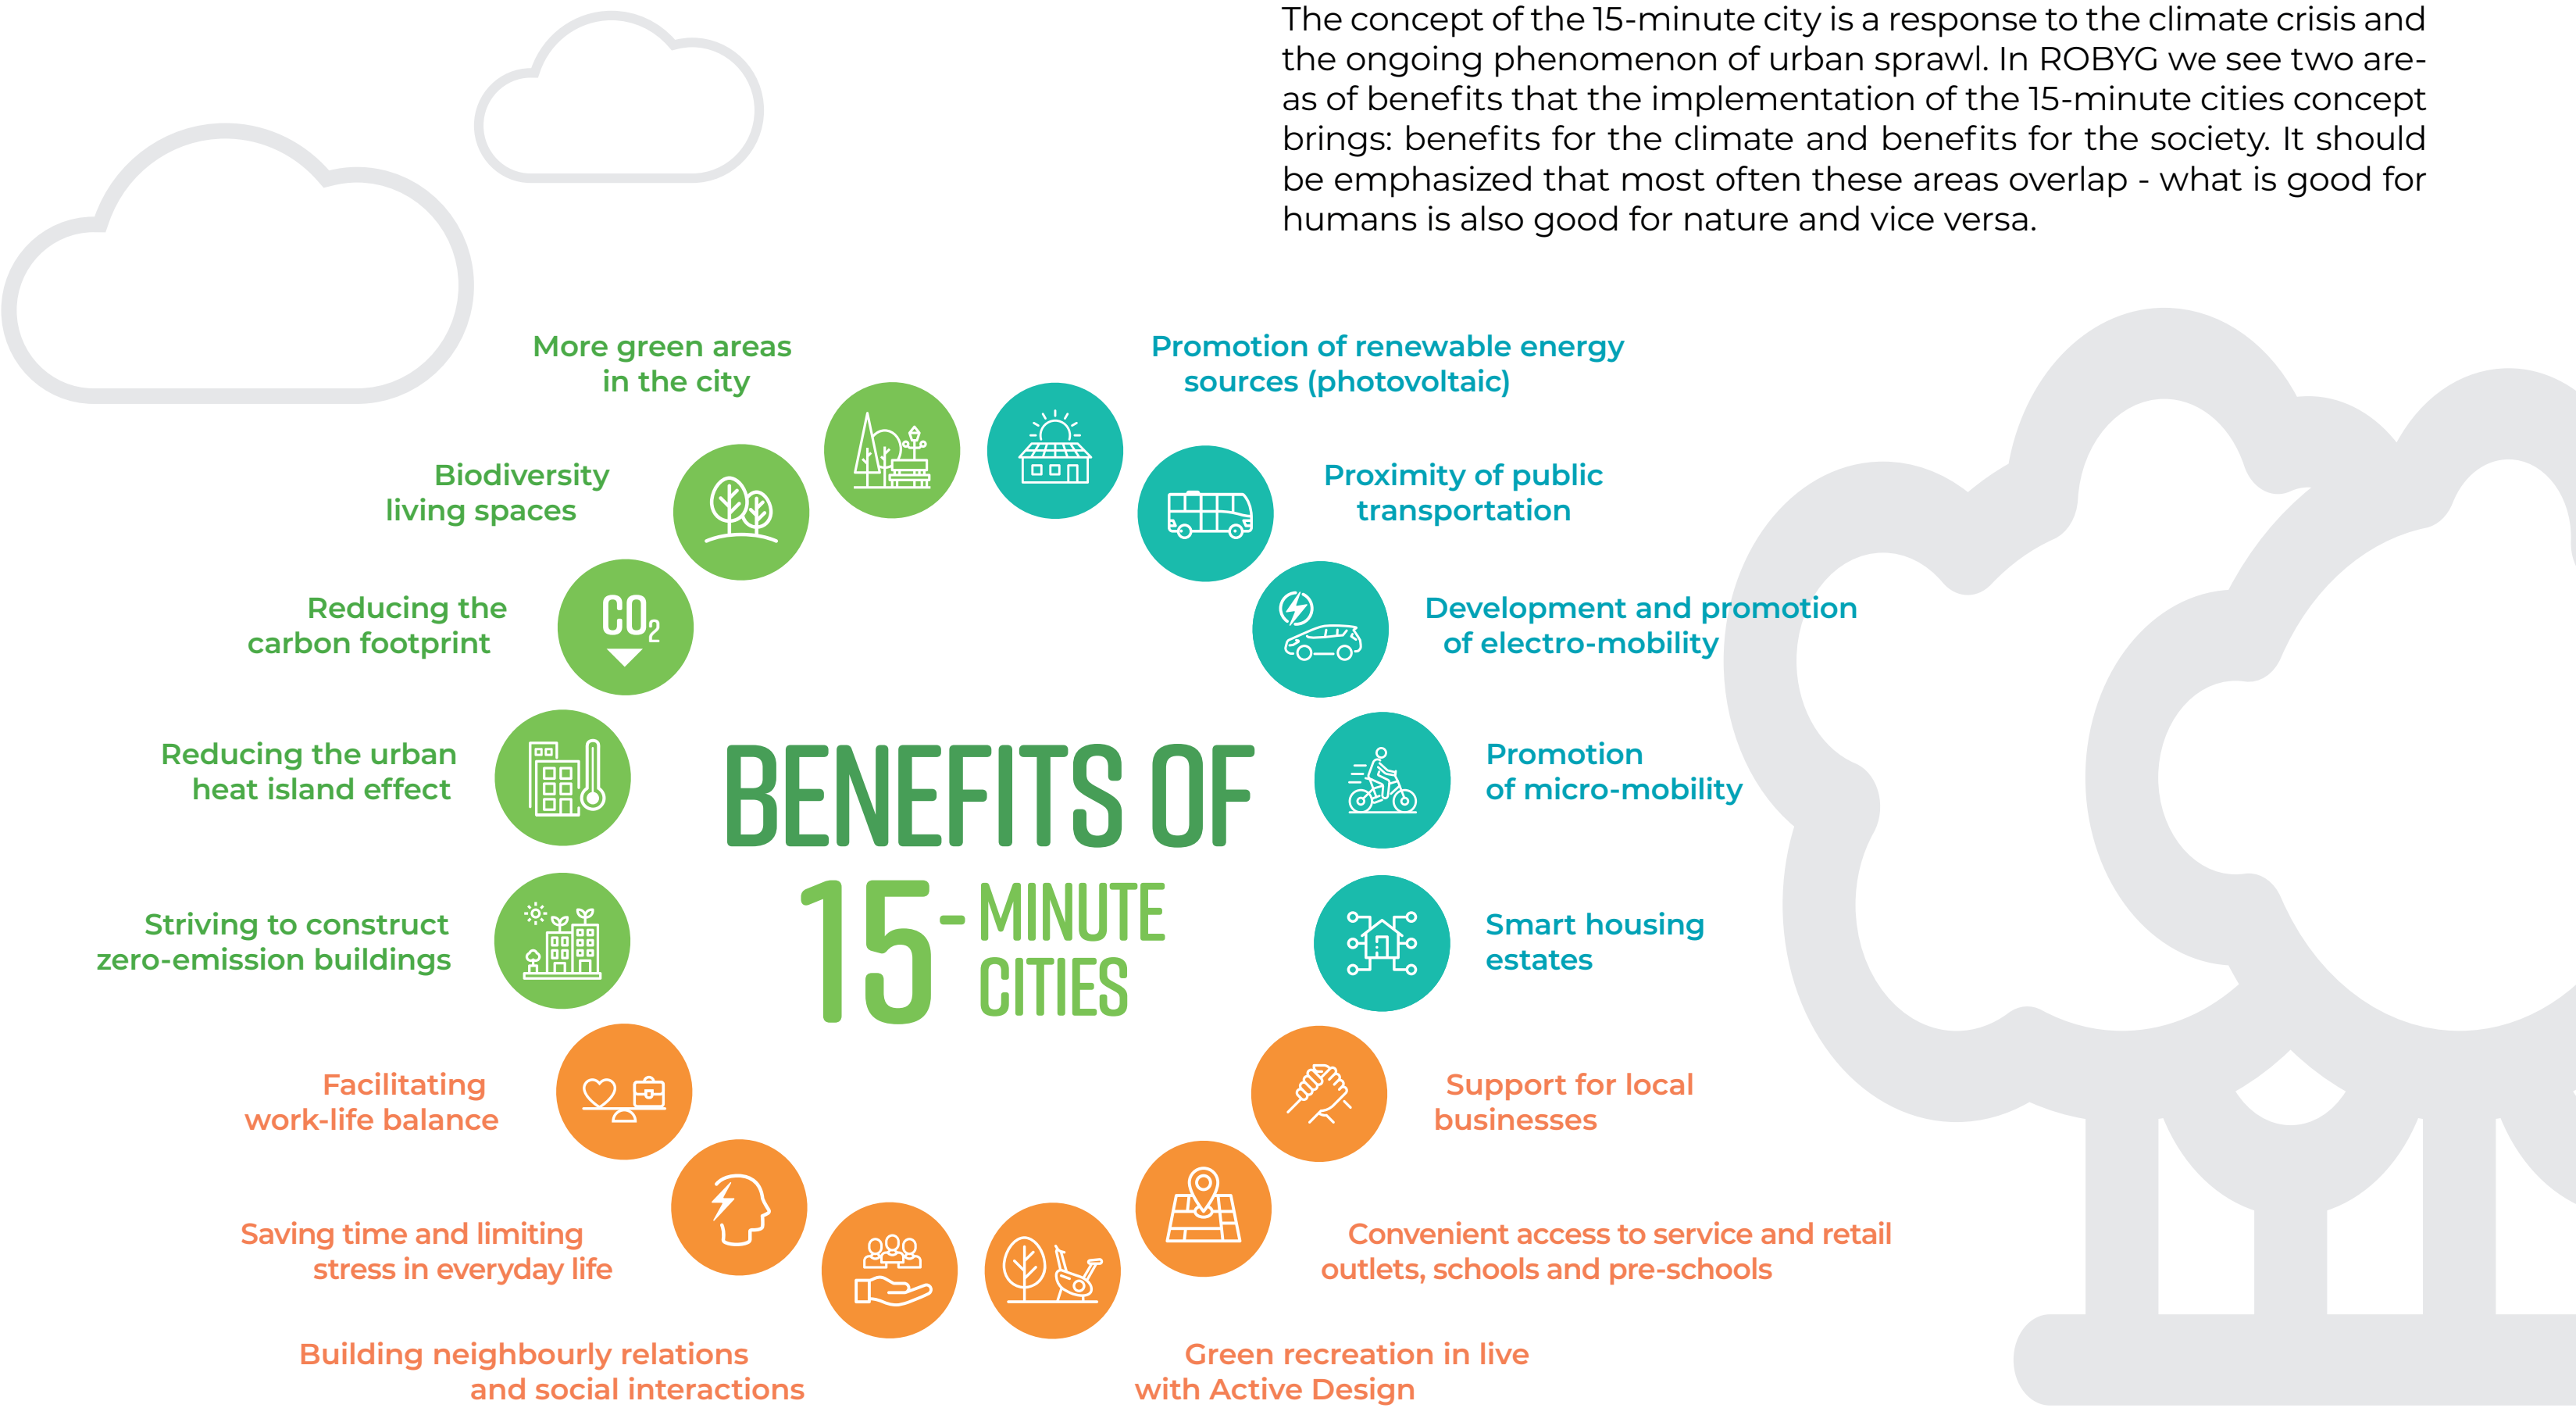 The concept of the 15-minute city is a response to the climate crisis and
the ongoing phenomenon of urban sprawl. In ROBYG we see two are-
as of benefits that the implementation of the 15-minute cities concept
brings: benefits for the climate and benefits for the society. It should
be emphasized that most often these areas overlap - what is good for
humans is also good for nature and vice versa.
More green areas
in the city
Promotion of renewable energy
sources (photovoltaic)
Biodiversity
living spaces
Proximity of public
transportation
Reducing the
carbon footprint
CO2
Development and promotion
of electro-mobility
Reducing the urban
heat island effect
Promotion
of micro-mobility
BENEFITS OF
15-MINUTE
CITIES
Striving to construct
zero-emission buildings
Smart housing
estates
Facilitating
work-life balance
Support for local
businesses
Saving time and limiting
stress in everyday life
Convenient access to service and retail
outlets, schools and pre-schools
Building neighbourly relations
and social interactions
Green recreation in live
with Active Design